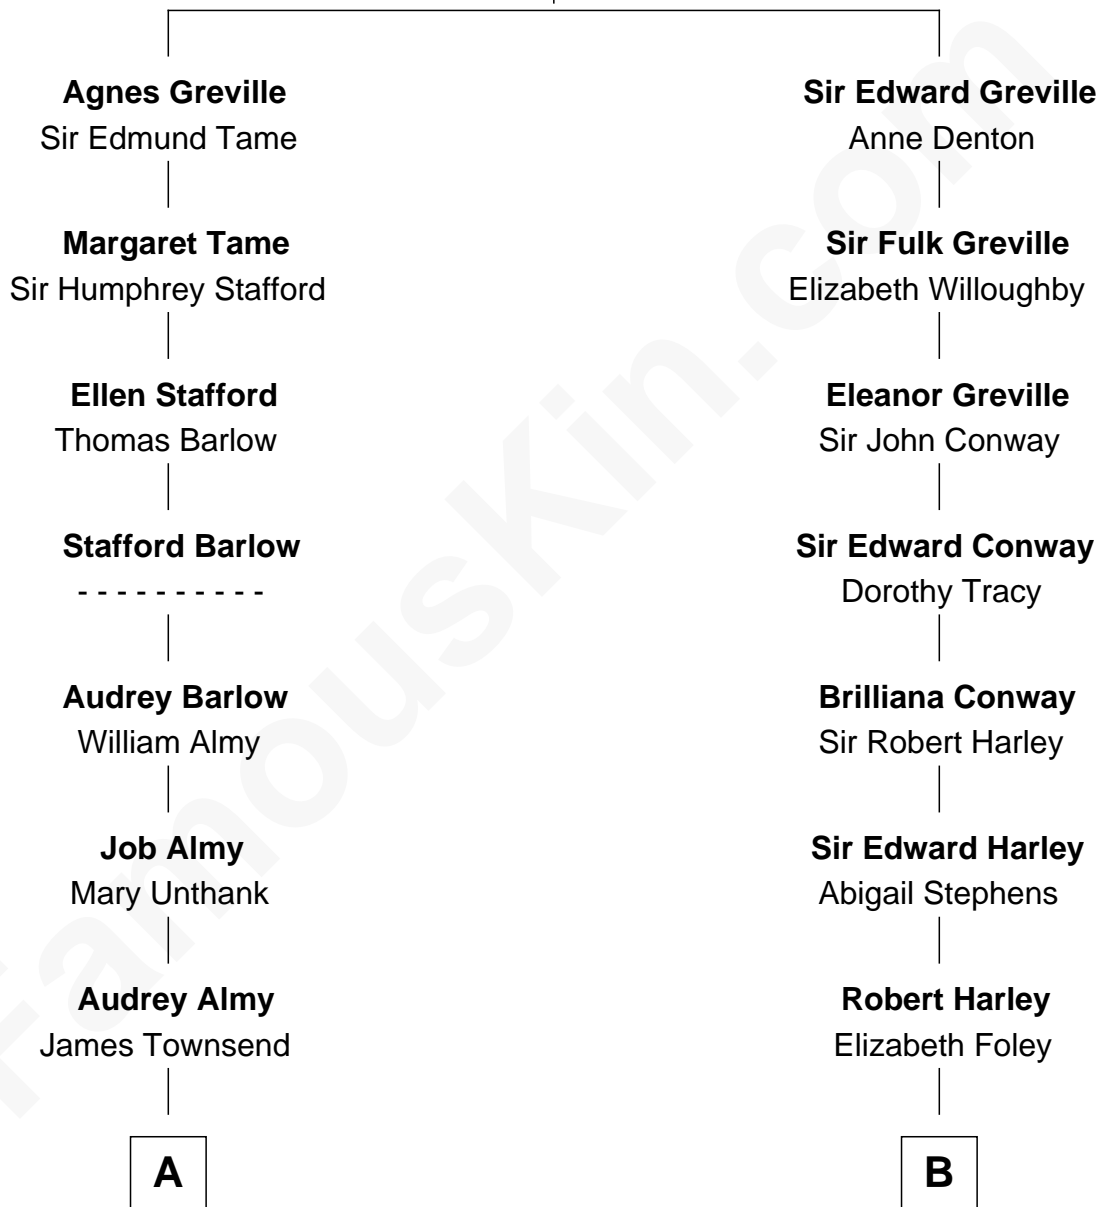 Agnes Greville
Sir Edmund Tame
Margaret Tame
Sir Humphrey Stafford
Ellen Stafford
Thomas Barlow
Stafford Barlow
- - - - - - - - - -
Audrey Barlow
William Almy
Job Almy
Mary Unthank
Audrey Almy
James Townsend
A
Sir Edward Greville
Anne Denton
Sir Fulk Greville
Elizabeth Willoughby
Eleanor Greville
Sir John Conway
Sir Edward Conway
Dorothy Tracy
Brilliana Conway
Sir Robert Harley
Sir Edward Harley
Abigail Stephens
Robert Harley
Elizabeth Foley
B
FamousKin.com